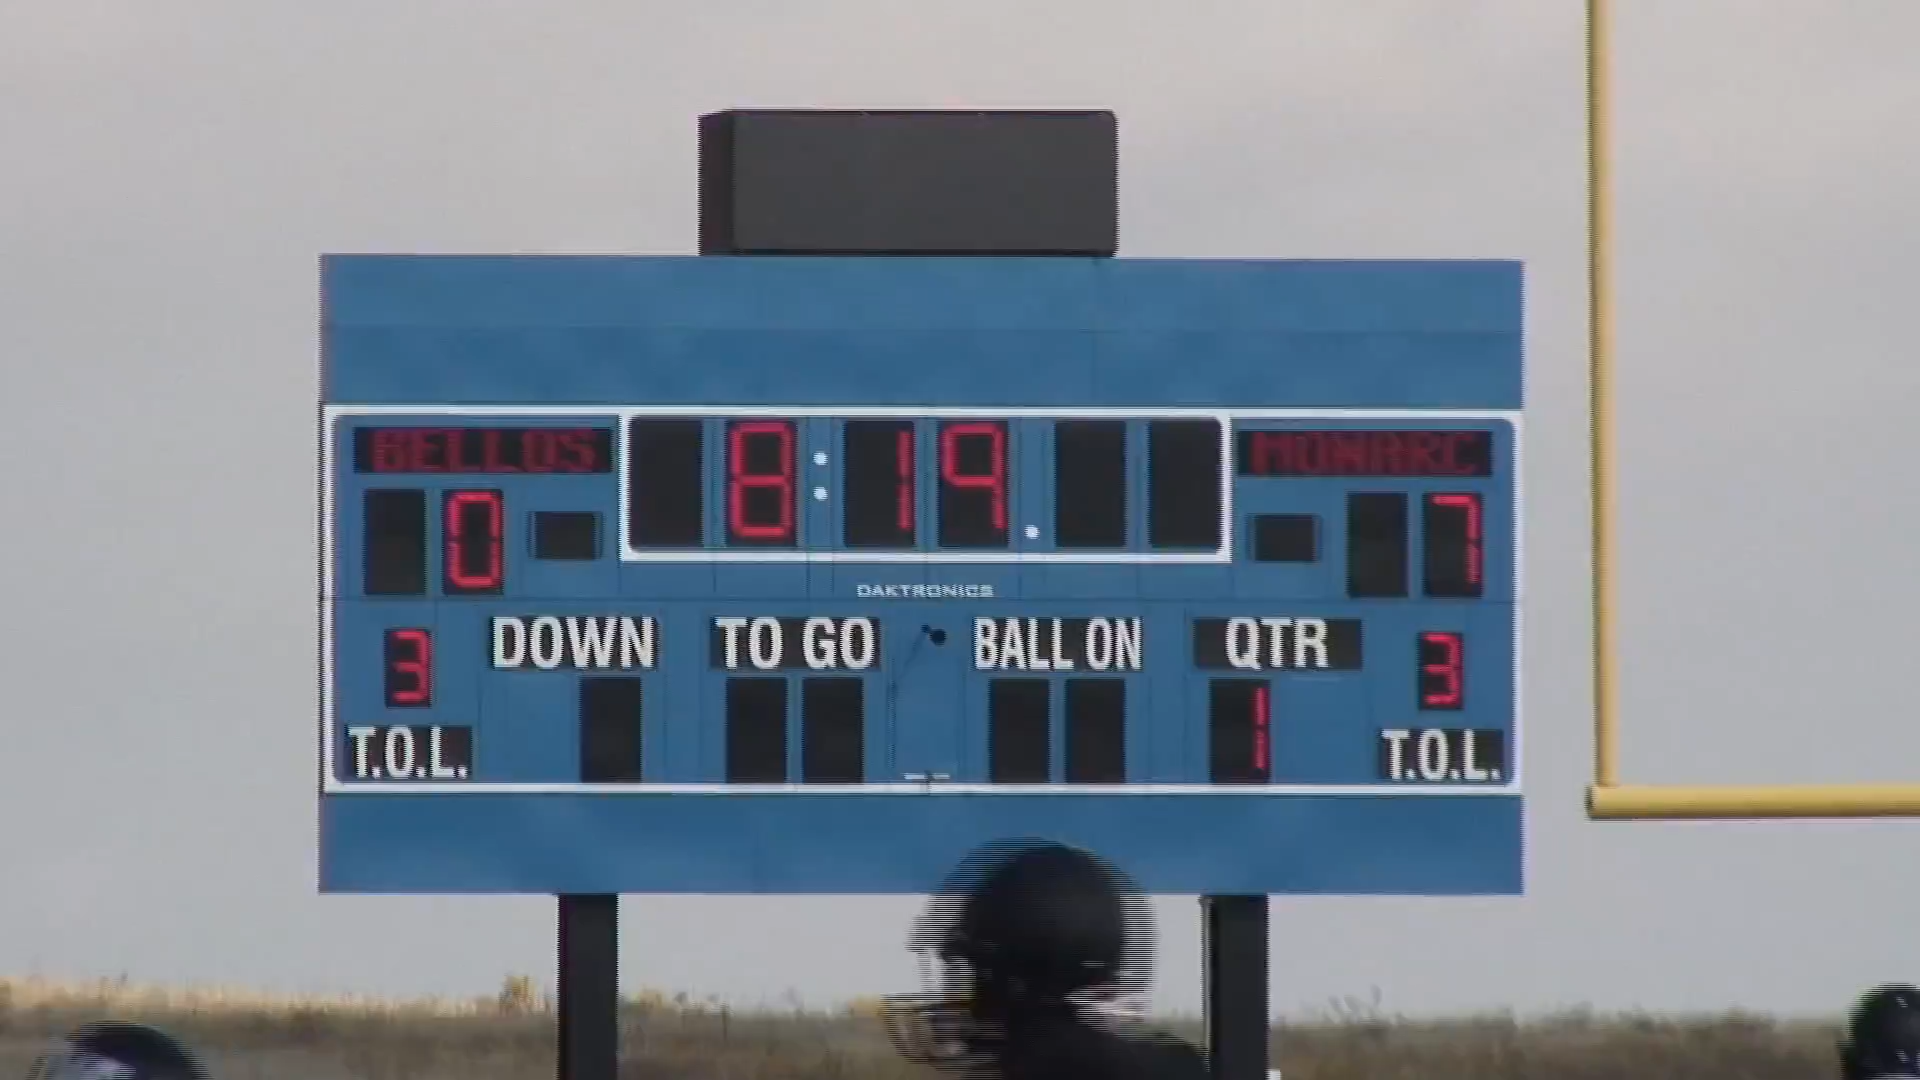 BELLOS 8:19. MONARC
0 7
DAKTRONICS
DOWN TO GO BALL ON QTR
3 1 3
T.O.L. T.O.L.